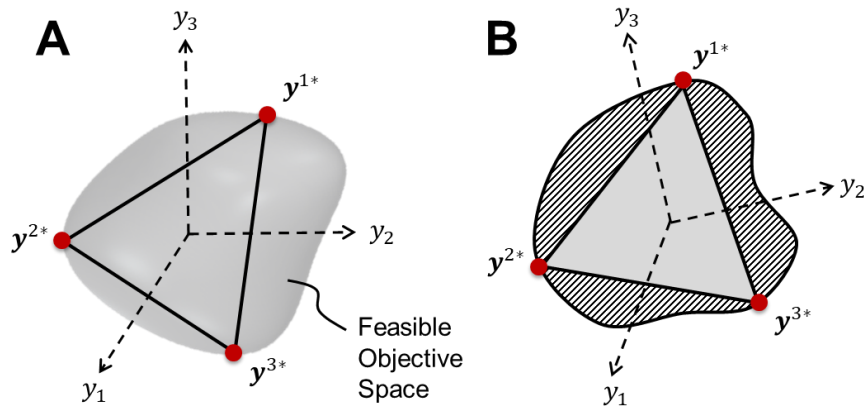 A
y₃
𝒚¹*
𝒚²*
y₂
𝒚³*
y₁
Feasible
Objective
Space
B
y₃
𝒚¹*
y₂
𝒚²*
𝒚³*
y₁